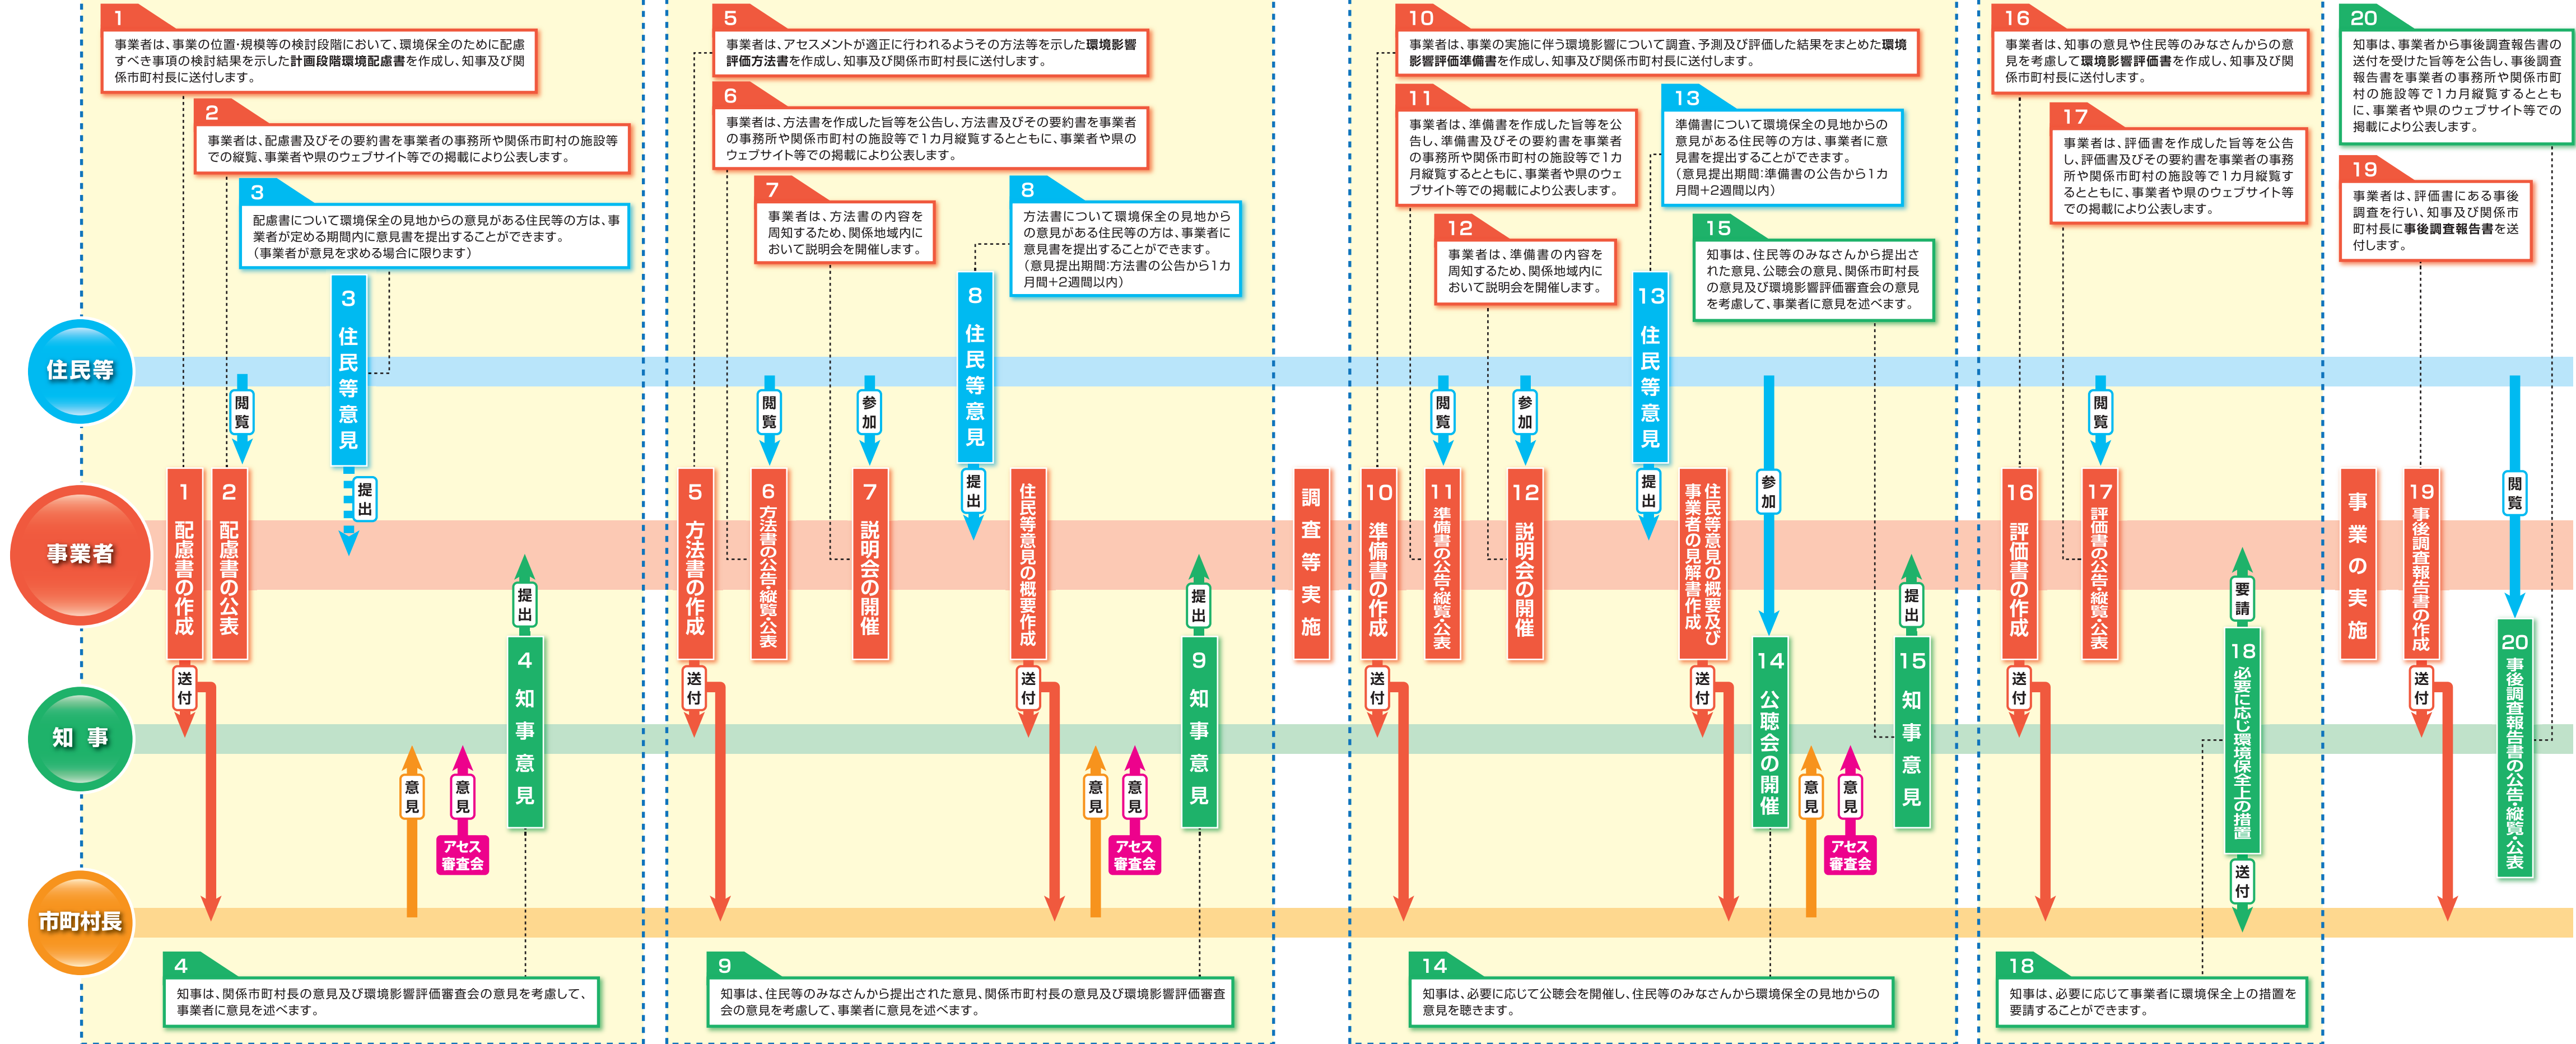 1
事業者は、事業の位置・規模等の検討段階において、環境保全のために配慮
すべき事項の検討結果を示した計画段階環境配慮書を作成し、知事及び関
係市町村長に送付します。
2
事業者は、配慮書及びその要約書を事業者の事務所や関係市町村の施設等
での縦覧、事業者や県のウェブサイト等での掲載により公表します。
3
配慮書について環境保全の見地からの意見がある住民等の方は、事
業者が定める期間内に意見書を提出することができます。
（事業者が意見を求める場合に限ります）
5
事業者は、アセスメントが適正に行われるようその方法等を示した環境影響
評価方法書を作成し、知事及び関係市町村長に送付します。
6
事業者は、方法書を作成した旨等を公告し、方法書及びその要約書を事業者
の事務所や関係市町村の施設等で1カ月縦覧するとともに、事業者や県の
ウェブサイト等での掲載により公表します。
7
事業者は、方法書の内容を
周知するため、関係地域内に
おいて説明会を開催します。
8
方法書について環境保全の見地から
の意見がある住民等の方は、事業者に
意見書を提出することができます。
（意見提出期間:方法書の公告から1カ
月間+2週間以内）
10
事業者は、事業の実施に伴う環境影響について調査、予測及び評価した結果をまとめた環境
影響評価準備書を作成し、知事及び関係市町村長に送付します。
11
事業者は、準備書を作成した旨等を公
告し、準備書及びその要約書を事業者
の事務所や関係市町村の施設等で1カ
月縦覧するとともに、事業者や県のウェ
ブサイト等での掲載により公表します。
12
事業者は、準備書の内容を
周知するため、関係地域内に
おいて説明会を開催します。
13
準備書について環境保全の見地からの
意見がある住民等の方は、事業者に意
見書を提出することができます。
（意見提出期間:準備書の公告から1カ
月間+2週間以内）
15
知事は、住民等のみなさんから提出さ
れた意見、公聴会の意見、関係市町村長
の意見及び環境影響評価審査会の意見
を考慮して、事業者に意見を述べます。
16
事業者は、知事の意見や住民等のみなさんからの意
見を考慮して環境影響評価書を作成し、知事及び関
係市町村長に送付します。
17
事業者は、評価書を作成した旨等を公告
し、評価書及びその要約書を事業者の事務
所や関係市町村の施設等で1カ月縦覧す
るとともに、事業者や県のウェブサイト等
での掲載により公表します。
20
知事は、事業者から事後調査報告書の
送付を受けた旨等を公告し、事後調査
報告書を事業者の事務所や関係市町
村の施設等で1カ月縦覧するととも
に、事業者や県のウェブサイト等での
掲載により公表します。
19
事業者は、評価書にある事後
調査を行い、知事及び関係市
町村長に事後調査報告書を送
付します。
住民等
閲覧
3 住民等意見
提出
閲覧
参加
8 住民等意見
提出
閲覧
参加
13 住民等意見
提出
参加
閲覧
閲覧
事業者
1 配慮書の作成
送付
2 配慮書の公表
提出
5 方法書の作成
送付
6 方法書の公告・縦覧・公表
7 説明会の開催
住民等意見の概要作成
送付
提出
調査等実施
10 準備書の作成
送付
11 準備書の公告・縦覧・公表
12 説明会の開催
住民等意見の概要及び
事業者の見解書作成
送付
提出
16 評価書の作成
送付
17 評価書の公告・縦覧・公表
要請
事業の実施
19 事後調査報告書の作成
送付
知事
4 知事意見
9 知事意見
14 公聴会の開催
15 知事意見
18 必要に応じ環境保全上の措置
送付
20 事後調査報告書の公告・縦覧・公表
意見
意見
アセス
審査会
意見
意見
アセス
審査会
意見
意見
アセス
審査会
市町村長
4
知事は、関係市町村長の意見及び環境影響評価審査会の意見を考慮して、
事業者に意見を述べます。
9
知事は、住民等のみなさんから提出された意見、関係市町村長の意見及び環境影響評価審査
会の意見を考慮して、事業者に意見を述べます。
14
知事は、必要に応じて公聴会を開催し、住民等のみなさんから環境保全の見地からの
意見を聴きます。
18
知事は、必要に応じて事業者に環境保全上の措置を
要請することができます。